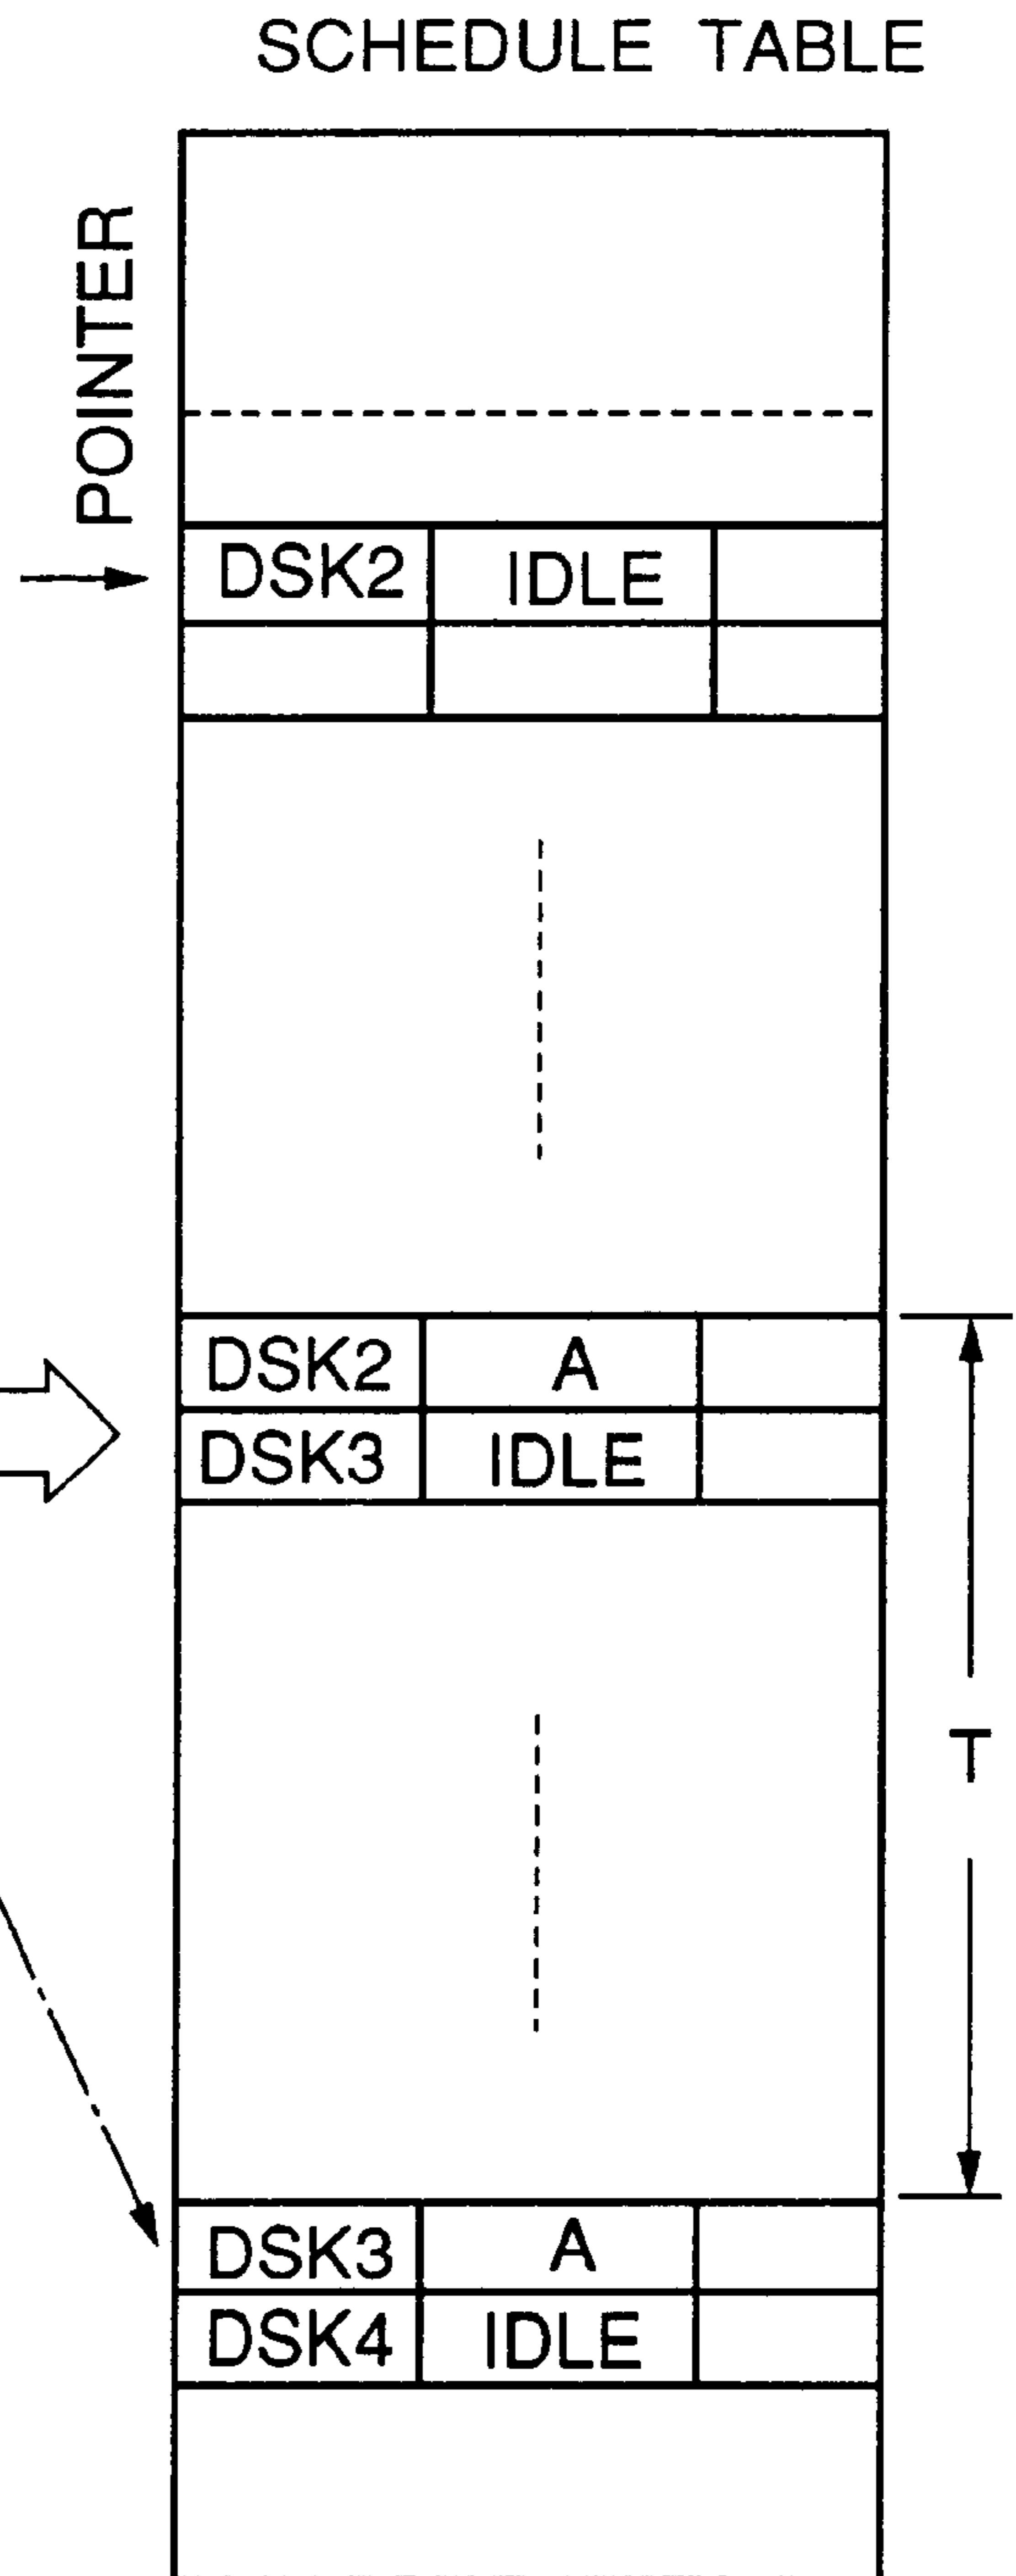 SCHEDULE TABLE
POINTER
DSK2 IDLE
DSK2 A
DSK3 IDLE
T
DSK3 A
DSK4 IDLE